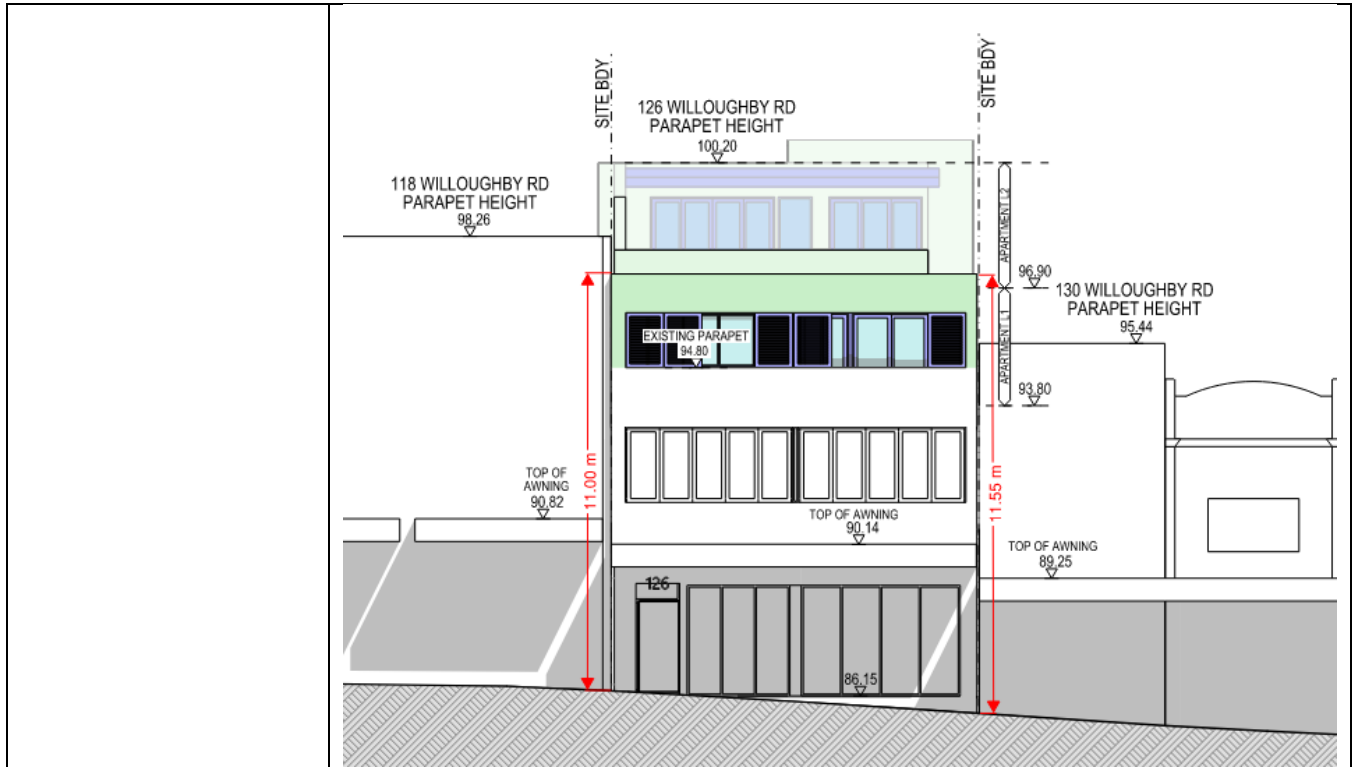 SITE BDY
SITE BDY
126 WILLOUGHBY RD
PARAPET HEIGHT
100.20
118 WILLOUGHBY RD
PARAPET HEIGHT
98.26
APARTMENT L2
96.90
130 WILLOUGHBY RD
PARAPET HEIGHT
95.44
EXISTING PARAPET
94.80
APARTMENT L1
93.80
TOP OF
AWNING
90.82
11.00 m
11.55 m
TOP OF AWNING
90.14
TOP OF AWNING
89.25
126
86.15